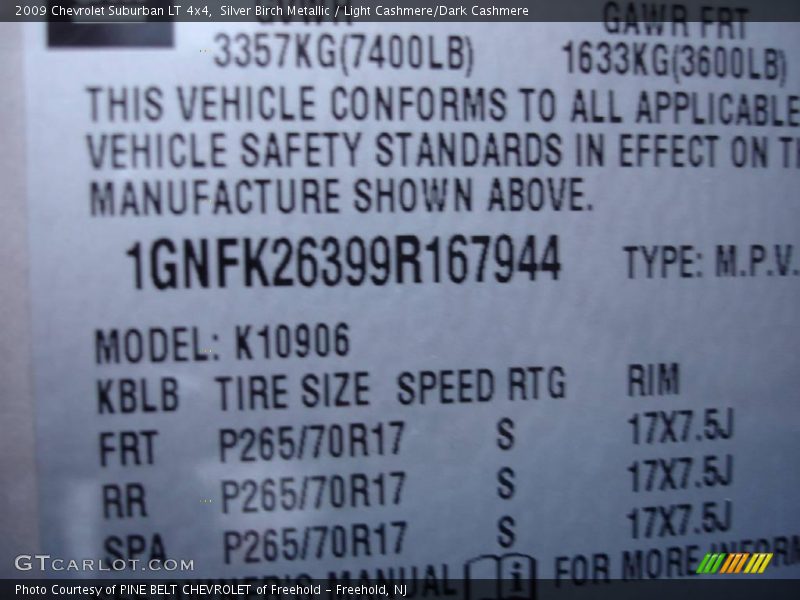 2009 Chevrolet Suburban LT 4x4,  Silver Birch Metallic / Light Cashmere/Dark Cashmere
GAWR FRT
3357KG(7400LB) 1633KG(3600LB)
THIS VEHICLE CONFORMS TO ALL APPLICABLE
VEHICLE SAFETY STANDARDS IN EFFECT ON
MANUFACTURE SHOWN ABOVE.
1GNFK26399R167944 TYPE: M.P.V.
MODEL: K10906
KBLB TIRE SIZE SPEED RTG RIM
FRT P265/70R17 S 17X7.5J
RR P265/70R17 S 17X7.5J
SPA P265/70R17 S 17X7.5J
MANUAL i FOR MORE
GTCARLOT.COM
Photo Courtesy of PINE BELT CHEVROLET of Freehold - Freehold, NJ